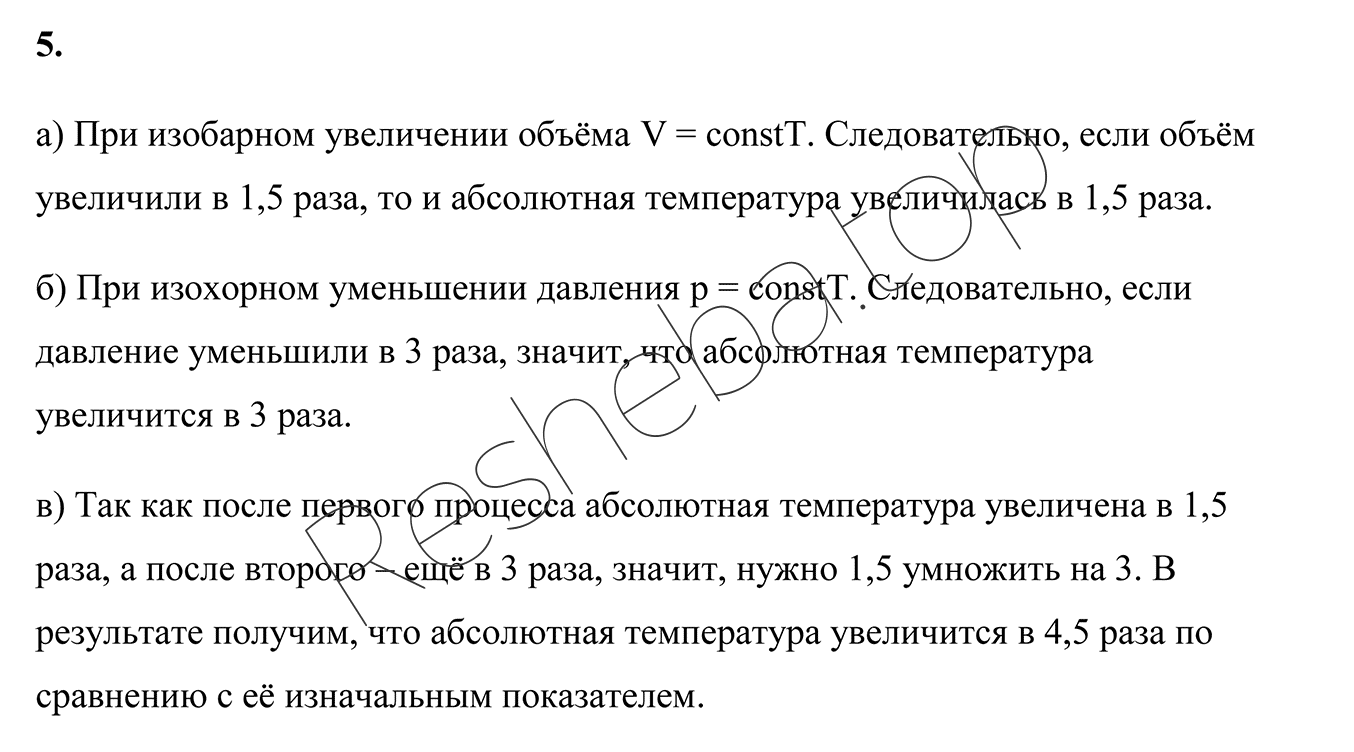 5.
а) При изобарном увеличении объёма V = constT. Следовательно, если объём
увеличили в 1,5 раза, то и абсолютная температура увеличилась в 1,5 раза.
б) При изохорном уменьшении давления p = constT. Следовательно, если
давление уменьшили в 3 раза, значит, что абсолютная температура
увеличится в 3 раза.
в) Так как после первого процесса абсолютная температура увеличена в 1,5
раза, а после второго – ещё в 3 раза, значит, нужно 1,5 умножить на 3. В
результате получим, что абсолютная температура увеличится в 4,5 раза по
сравнению с её изначальным показателем.
Resheba.top